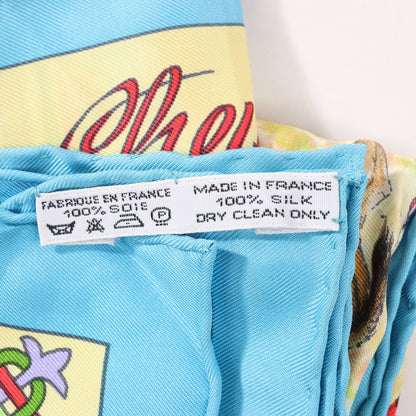 FABRIQUE EN FRANCE
100% SOIE
P
MADE IN FRANCE
100% SILK
DRY CLEAN ONLY